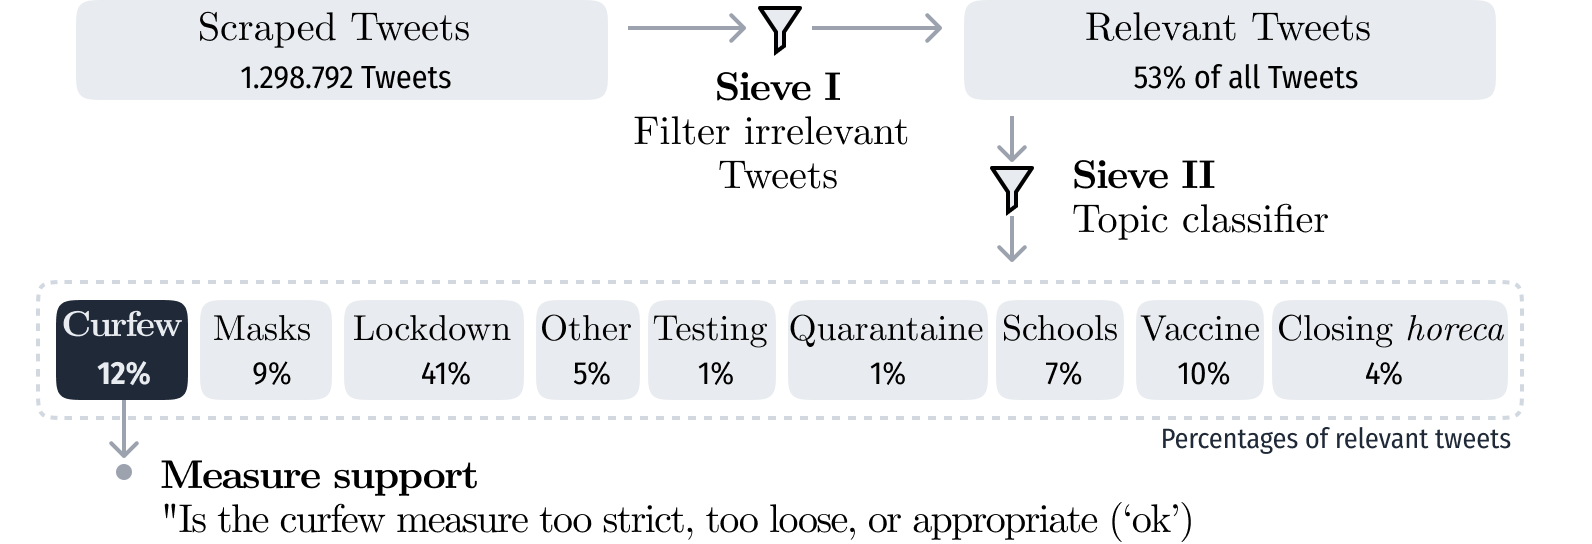 Scraped Tweets
1.298.792 Tweets
Relevant Tweets
53% of all Tweets
Sieve I
Filter irrelevant
Tweets
Sieve II
Topic classifier
Curfew
12%
Masks
9%
Lockdown
41%
Other
5%
Testing
1%
Quarantaine
1%
Schools
7%
Vaccine
10%
Closing horeca
4%
Percentages of relevant tweets
Measure support
"Is the curfew measure too strict, too loose, or appropriate (‘ok’)